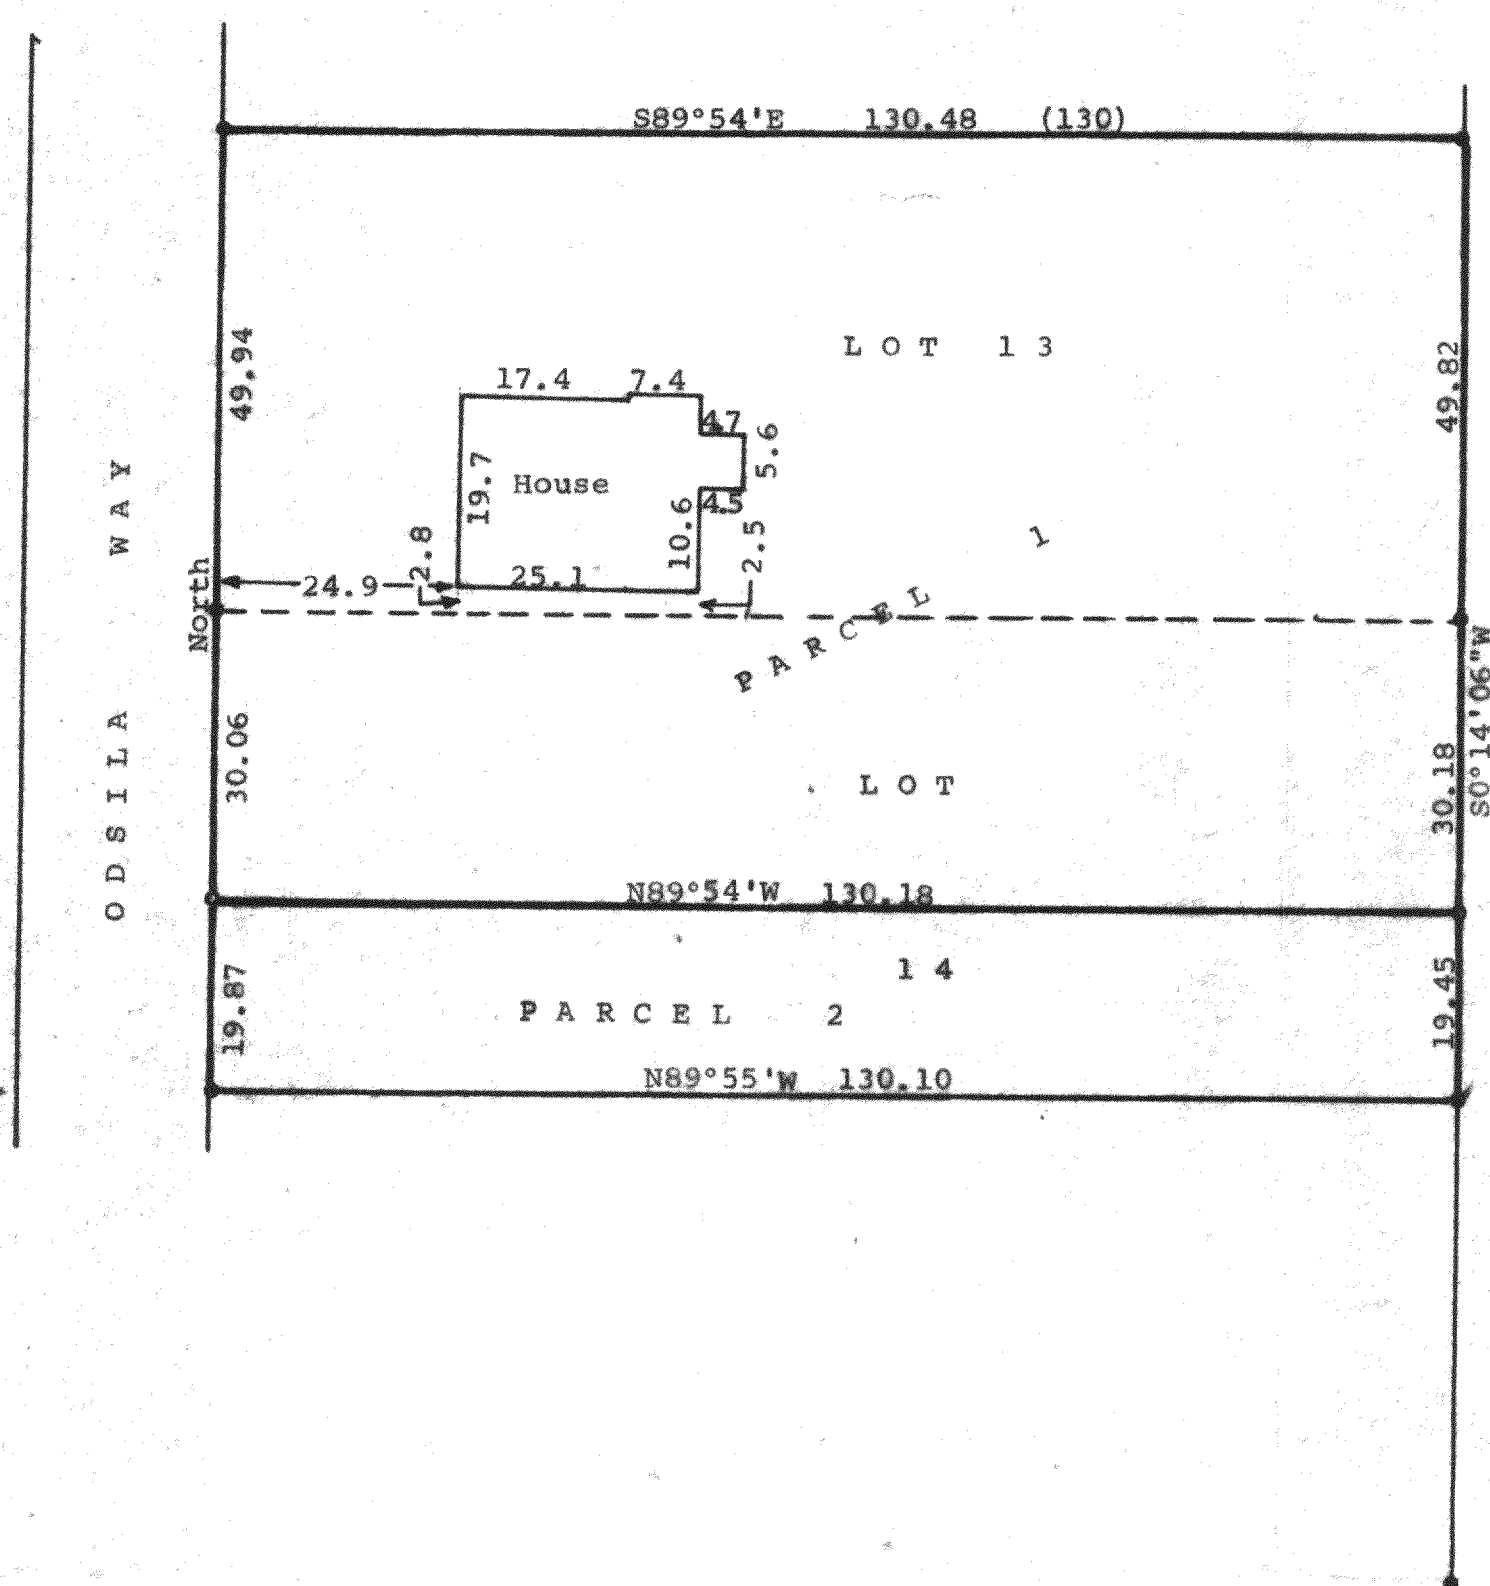 S89°54'E 130.48 (130)
49.94
LOT 13
49.82
17.4 7.4
4.7
5.6
19.7
House
4.5
10.6
2.5
2.8
24.9
25.1
North
PARCEL 1
ODSILA WAY
30.06
LOT
30.18
S0°14'06"W
N89°54'W 130.18
14
19.87
PARCEL 2
19.45
N89°55'W 130.10